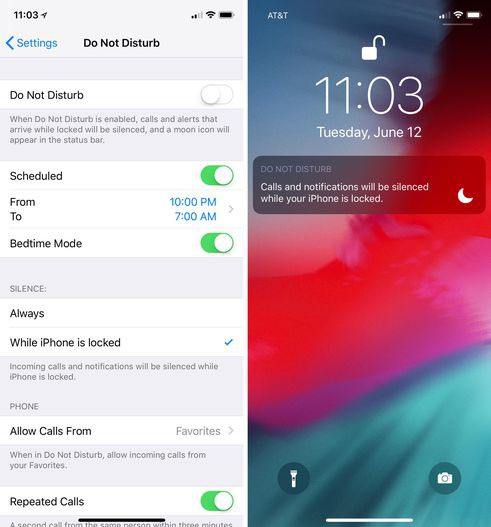 11:03
Settings
Do Not Disturb
Do Not Disturb
When Do Not Disturb is enabled, calls and alerts that
arrive while locked will be silenced, and a moon icon will
appear in the status bar.
Scheduled
From 10:00 PM
To 7:00 AM
Bedtime Mode
SILENCE:
Always
While iPhone is locked
Incoming calls and notifications will be silenced while
iPhone is locked.
PHONE
Allow Calls From Favorites
When in Do Not Disturb, allow incoming calls from
your Favorites.
Repeated Calls
A second call from the same person within three minutes
AT&T
11:03
Tuesday, June 12
DO NOT DISTURB
Calls and notifications will be silenced
while your iPhone is locked.